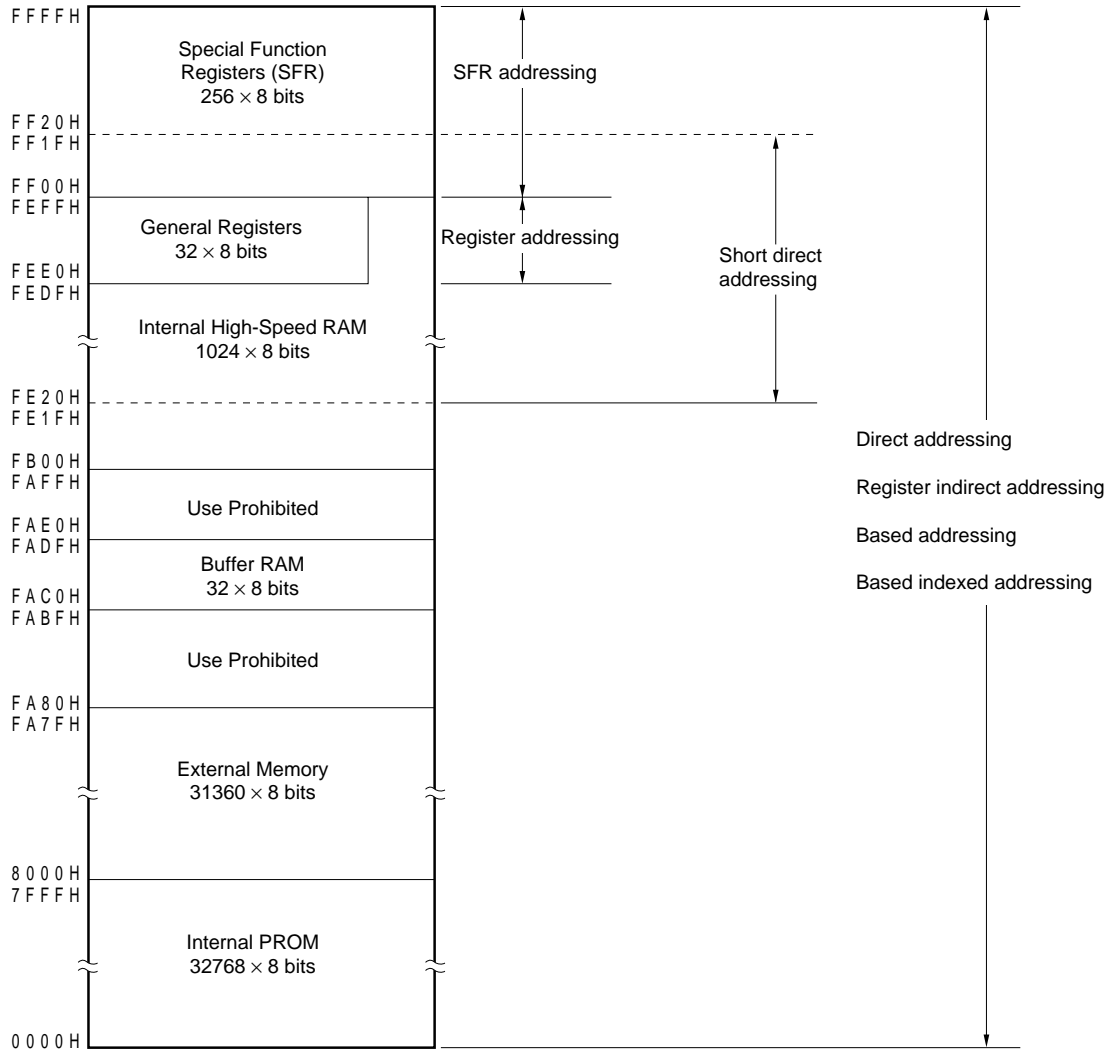 FFFFH
Special Function
Registers (SFR)
256 × 8 bits
SFR addressing
FF20H
FF1FH
FF00H
FEFFH
General Registers
32 × 8 bits
Register addressing
Short direct
addressing
FEE0H
FEDFH
Internal High-Speed RAM
1024 × 8 bits
FE20H
FE1FH
Direct addressing
Register indirect addressing
Based addressing
Based indexed addressing
FB00H
FAFFH
Use Prohibited
FAE0H
FADFH
Buffer RAM
32 × 8 bits
FAC0H
FABFH
Use Prohibited
FA80H
FA7FH
External Memory
31360 × 8 bits
8000H
7FFFH
Internal PROM
32768 × 8 bits
0000H